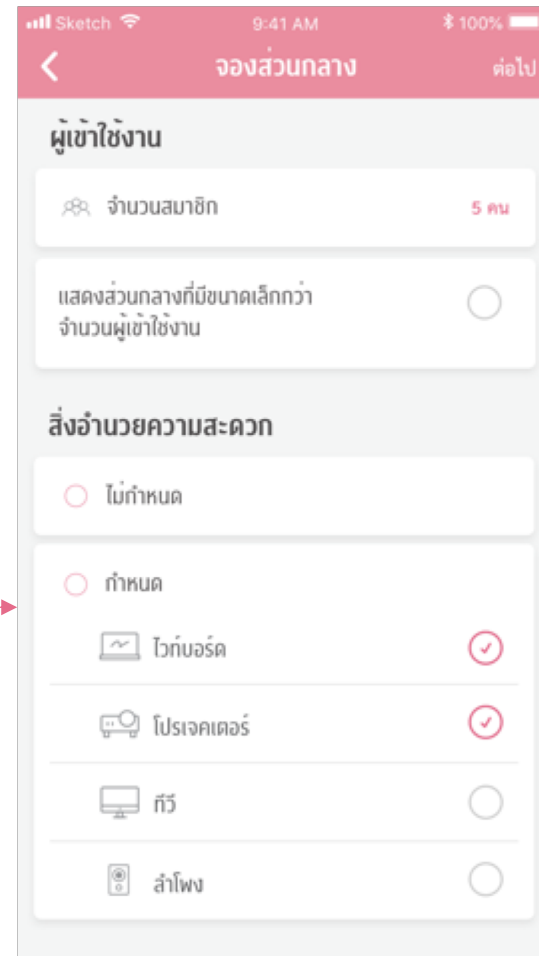 Sketch 9:41 AM 100%
จองส่วนกลาง ต่อไป
ผู้เข้าใช้งาน
จำนวนสมาชิก 5 คน
แสดงส่วนกลางที่มีขนาดเล็กกว่า
จำนวนผู้เข้าใช้งาน
สิ่งอำนวยความสะดวก
ไม่กำหนด
กำหนด
ไวท์บอร์ด
โปรเจคเตอร์
ทีวี
ลำโพง